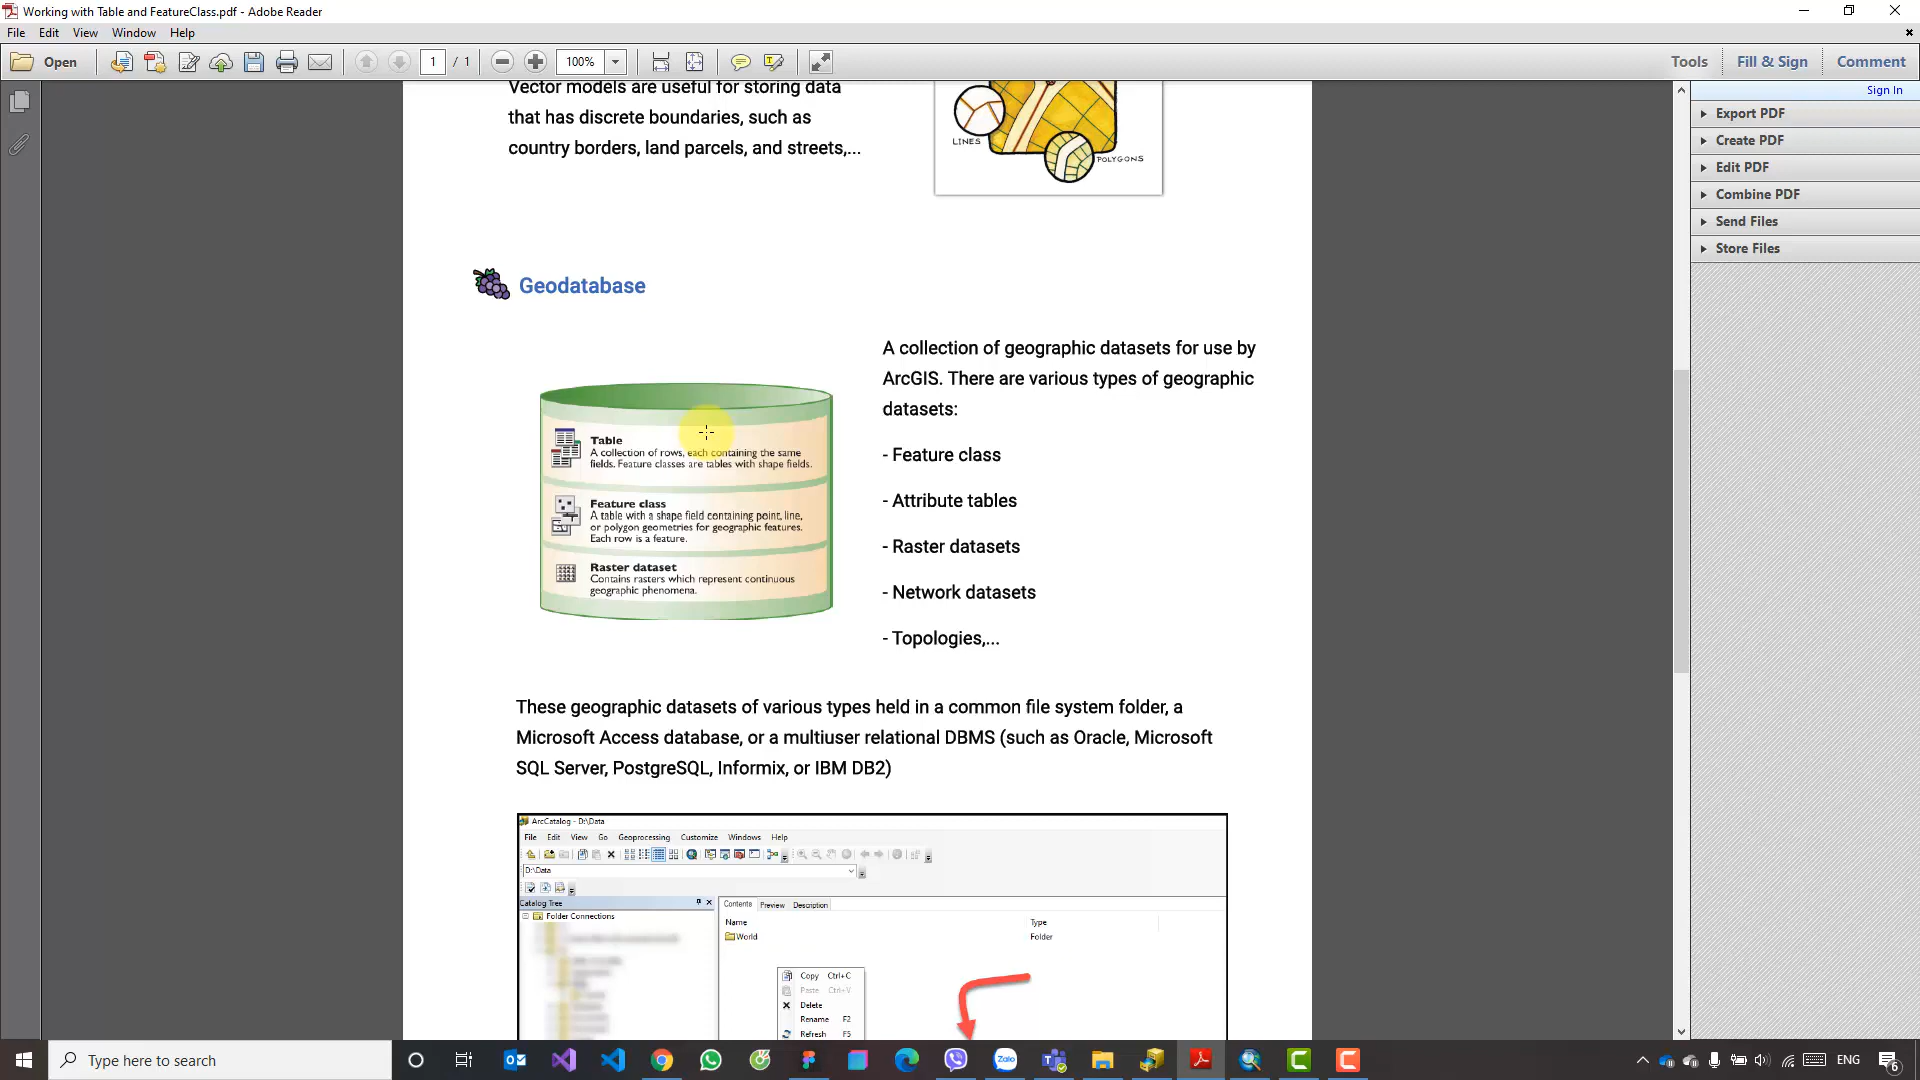 Working with Table and FeatureClass.pdf - Adobe Reader
File Edit View Window Help
Open 1 / 1 100% Tools Fill & Sign Comment
Sign In
Export PDF
Create PDF
Edit PDF
Combine PDF
Send Files
Store Files
Vector models are useful for storing data
that has discrete boundaries, such as
country borders, land parcels, and streets,...
LINES
POLYGONS
Geodatabase
A collection of geographic datasets for use by
ArcGIS. There are various types of geographic
datasets:
- Feature class
- Attribute tables
- Raster datasets
- Network datasets
- Topologies,...
Table
A collection of rows, each containing the same
fields. Feature classes are tables with shape fields.
Feature class
A table with a shape field containing point, line,
or polygon geometries for geographic features.
Each row is a feature.
Raster dataset
Contains rasters which represent continuous
geographic phenomena.
These geographic datasets of various types held in a common file system folder, a
Microsoft Access database, or a multiuser relational DBMS (such as Oracle, Microsoft
SQL Server, PostgreSQL, Informix, or IBM DB2)
ArcCatalog - D:\Data
File Edit View Go Geoprocessing Customize Windows Help
D:\Data
Catalog Tree
Folder Connections
Contents Preview Description
Name Type
World Folder
Copy Ctrl+C
Paste Ctrl+V
Delete
Rename F2
Refresh F5
Type here to search
Zalo
ENG
6